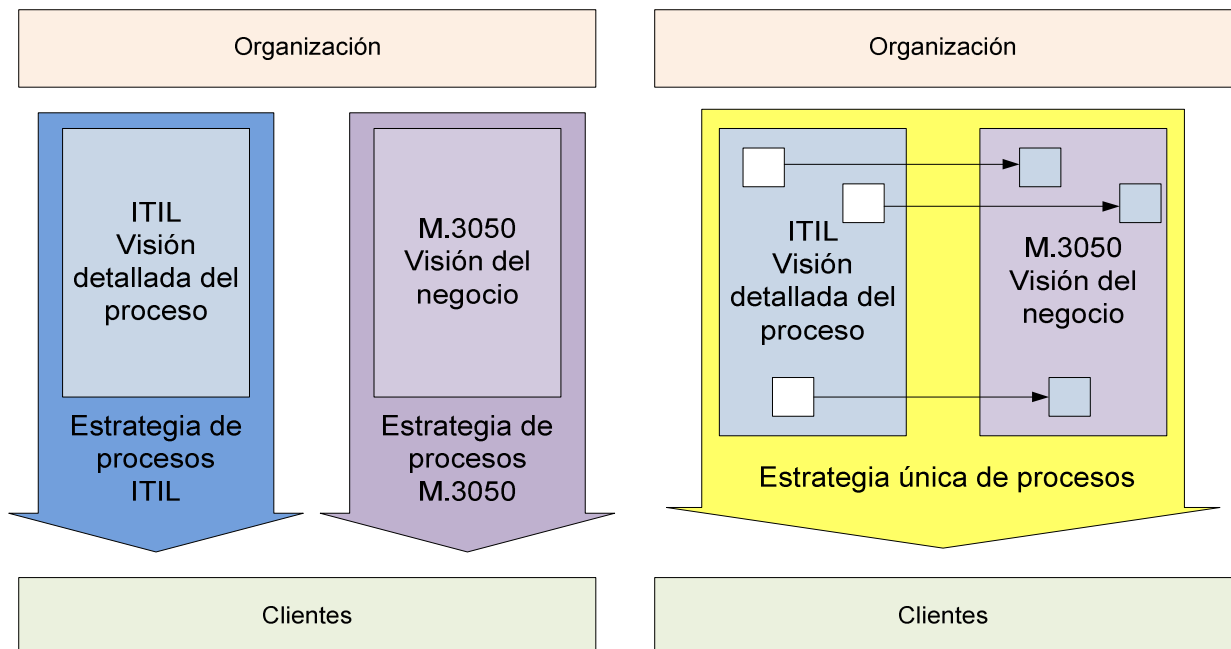 Organización
ITIL
Visión
detallada del
proceso
Estrategia de
procesos
ITIL
M.3050
Visión del
negocio
Estrategia de
procesos
M.3050
Clientes
Organización
ITIL
Visión
detallada del
proceso
M.3050
Visión del
negocio
Estrategia única de procesos
Clientes